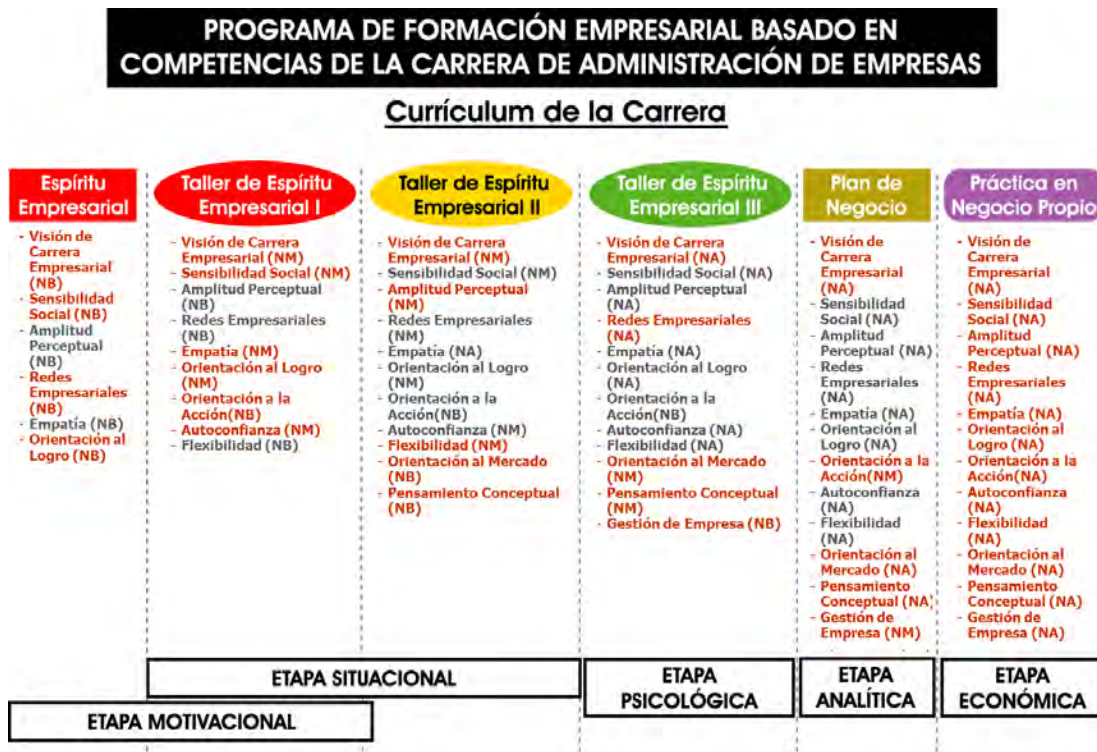 PROGRAMA DE FORMACIÓN EMPRESARIAL BASADO EN
COMPETENCIAS DE LA CARRERA DE ADMINISTRACIÓN DE EMPRESAS
Currículum de la Carrera
Espíritu
Empresarial
- Visión de
Carrera
Empresarial
(NB)
- Sensibilidad
Social (NB)
- Amplitud
Perceptual
(NB)
- Redes
Empresariales
(NB)
- Empatía (NB)
- Orientación al
Logro (NB)
Taller de Espíritu
Empresarial I
- Visión de Carrera
Empresarial (NM)
- Sensibilidad Social (NM)
- Amplitud Perceptual
(NB)
- Redes Empresariales
(NB)
- Empatía (NM)
- Orientación al Logro
(NM)
- Orientación a la
Acción(NB)
- Autoconfianza (NM)
- Flexibilidad (NB)
Taller de Espíritu
Empresarial II
- Visión de Carrera
Empresarial (NM)
- Sensibilidad Social (NM)
- Amplitud Perceptual
(NM)
- Redes Empresariales
(NM)
- Empatía (NA)
- Orientación al Logro
(NM)
- Orientación a la
Acción(NB)
- Autoconfianza (NM)
- Flexibilidad (NM)
- Orientación al Mercado
(NB)
- Pensamiento Conceptual
(NB)
Taller de Espíritu
Empresarial III
- Visión de Carrera
Empresarial (NA)
- Sensibilidad Social (NA)
- Amplitud Perceptual
(NA)
- Redes Empresariales
(NA)
- Empatía (NA)
- Orientación al Logro
(NA)
- Orientación a la
Acción(NB)
- Autoconfianza (NA)
- Flexibilidad (NA)
- Orientación al Mercado
(NM)
- Pensamiento Conceptual
(NM)
- Gestión de Empresa (NB)
Plan de
Negocio
- Visión de
Carrera
Empresarial
(NA)
- Sensibilidad
Social (NA)
- Amplitud
Perceptual (NA)
- Redes
Empresariales
(NA)
- Empatía (NA)
- Orientación al
Logro (NA)
- Orientación a la
Acción(NM)
- Autoconfianza
(NA)
- Flexibilidad
(NA)
- Orientación al
Mercado (NA)
- Pensamiento
Conceptual (NA)
- Gestión de
Empresa (NM)
Práctica en
Negocio Propio
- Visión de
Carrera
Empresarial
(NA)
- Sensibilidad
Social (NA)
- Amplitud
Perceptual (NA)
- Redes
Empresariales
(NA)
- Empatía (NA)
- Orientación al
Logro (NA)
- Orientación a la
Acción(NA)
- Autoconfianza
(NA)
- Flexibilidad
(NA)
- Orientación al
Mercado (NA)
- Pensamiento
Conceptual (NA)
- Gestión de
Empresa (NA)
ETAPA SITUACIONAL
ETAPA
PSICOLÓGICA
ETAPA
ANALÍTICA
ETAPA
ECONÓMICA
ETAPA MOTIVACIONAL